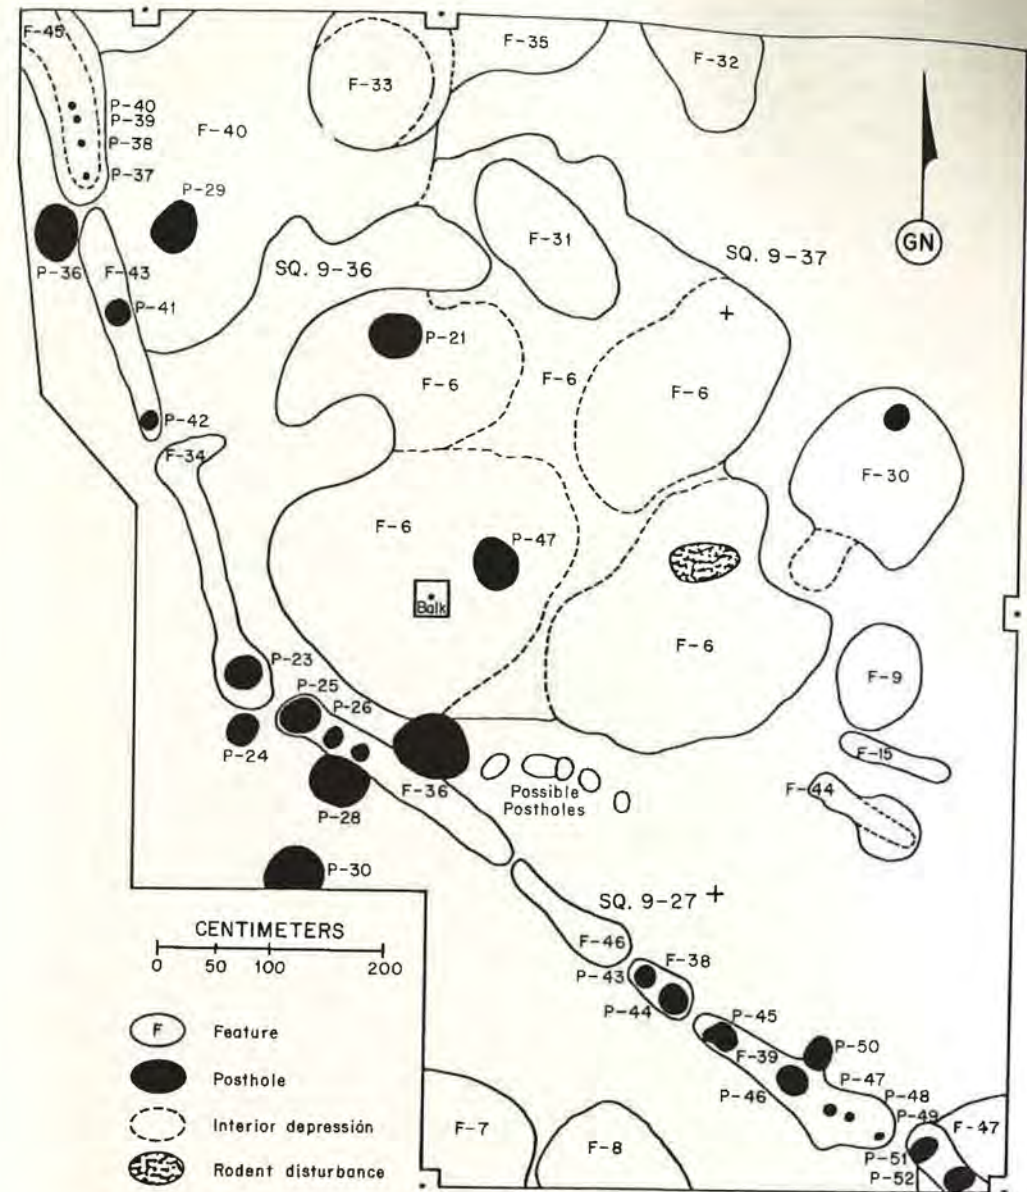 F-45
F-35
F-32
F-33
P-40
P-39
F-40
P-38
P-37
P-29
GN
F-31
SQ. 9-37
P-36
F-43
SQ. 9-36
P-41
P-21
F-6
F-6
F-6
P-42
F-34
F-30
F-6
P-47
Balk
F-6
P-23
F-9
P-25
P-26
P-24
F-15
F-36
Possible
Postholes
F-44
P-28
P-30
SQ. 9-27
CENTIMETERS
0 50 100 200
F-46
F-38
P-43
P-44
F Feature
P-45
P-50
Posthole
F-39
P-47
P-46
P-48
P-49
Interior depression
F-7
F-8
F-47
P-51
Rodent disturbance
P-52